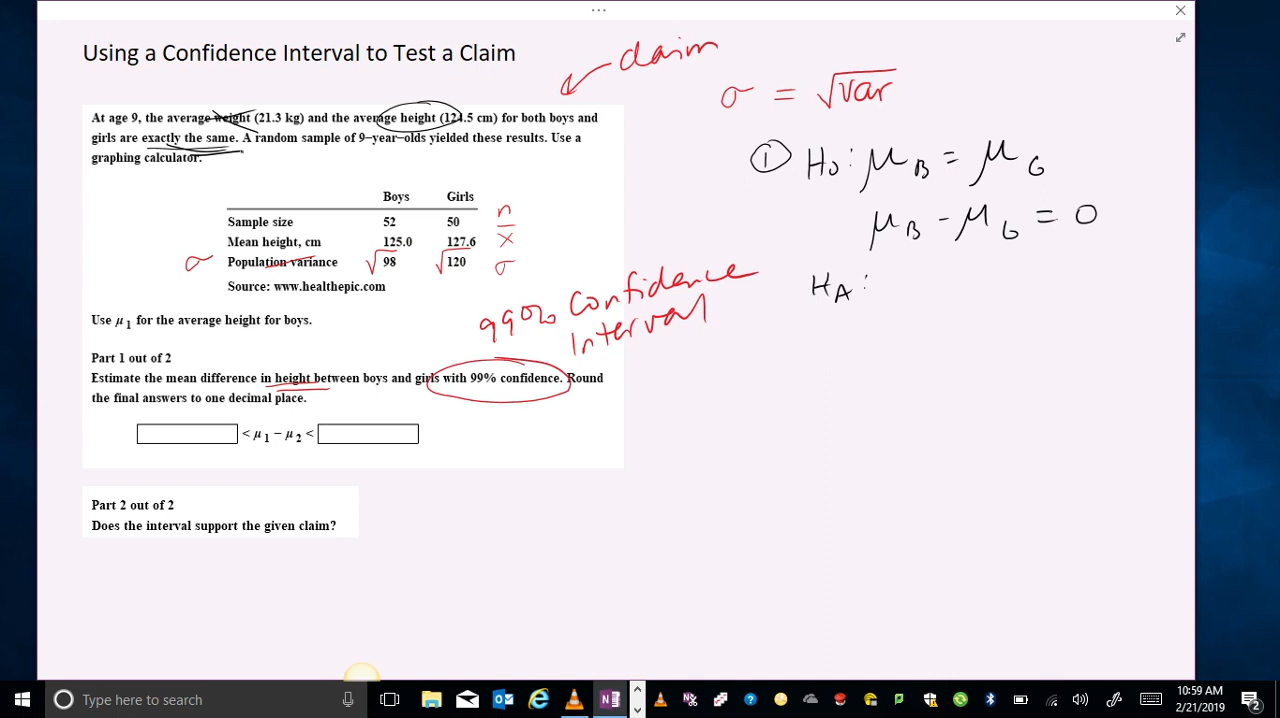 Using a Confidence Interval to Test a Claim
claim
σ = √var
At age 9, the average weight (21.3 kg) and the average height (124.5 cm) for both boys and
girls are exactly the same. A random sample of 9–year–olds yielded these results. Use a
graphing calculator.
① H₀: μ_B = μ_G
μ_B - μ_G = 0
H_A:
Boys Girls
Sample size 52 50 n
Mean height, cm 125.0 127.6 x̄
σ Population variance √98 √120 σ
Source: www.healthepic.com
99% Confidence
Interval
Use μ₁ for the average height for boys.
Part 1 out of 2
Estimate the mean difference in height between boys and girls with 99% confidence. Round
the final answers to one decimal place.
< μ₁ − μ₂ <
Part 2 out of 2
Does the interval support the given claim?
Type here to search
10:59 AM
2/21/2019
2